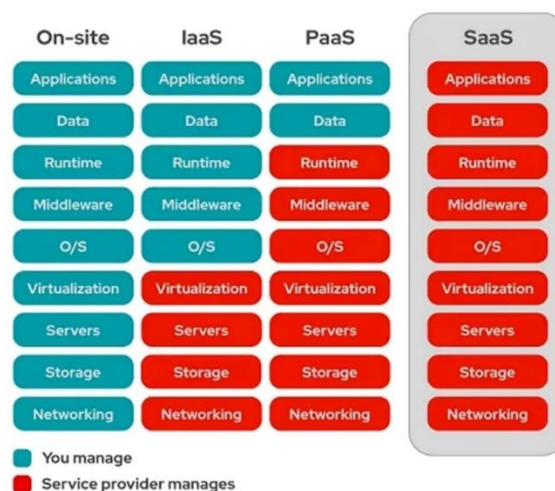 On-site IaaS PaaS SaaS
Applications Applications Applications Applications
Data Data Data Data
Runtime Runtime Runtime Runtime
Middleware Middleware Middleware Middleware
O/S O/S O/S O/S
Virtualization Virtualization Virtualization Virtualization
Servers Servers Servers Servers
Storage Storage Storage Storage
Networking Networking Networking Networking
You manage
Service provider manages